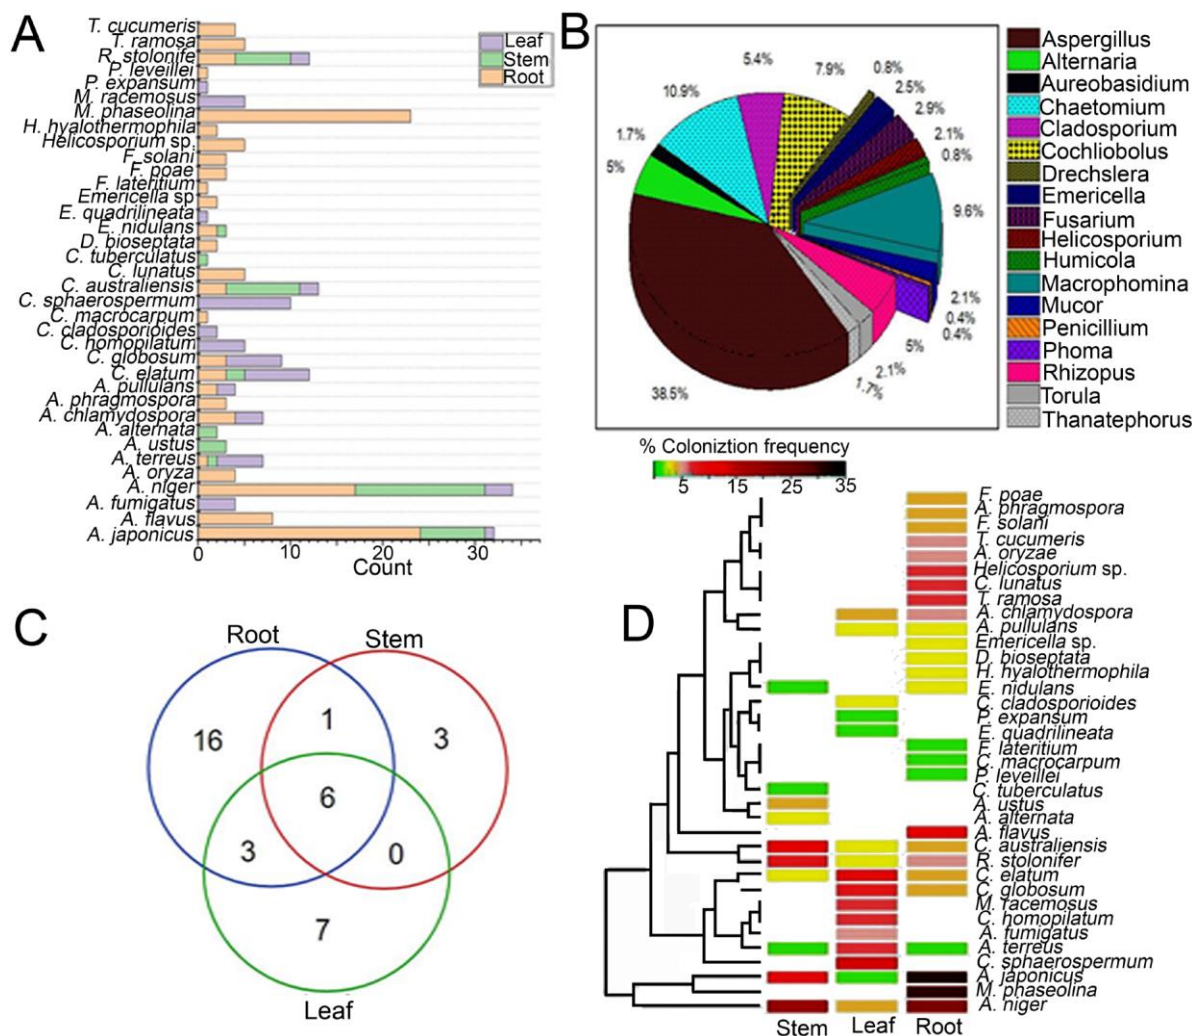 A
T. cucumeris
T. ramosa
R. stolonife
P. leveillei
P. expansum
M. racemosus
M. phaseolina
H. hyalothermophila
Helicosporium sp.
F. solani
F. poae
F. lateritium
Emericella sp
E. quadrilineata
E. nidulans
D. bioseptata
C. tuberculatus
C. lunatus
C. australiensis
C. sphaerospermum
C. macrocarpum
C. cladosporioides
C. homopilatum
C. globosum
C. elatum
A. pullulans
A. phragmospora
A. chlamydospora
A. alternata
A. ustus
A. terreus
A. oryza
A. niger
A. fumigatus
A. flavus
A. japonicus
0 10 20 30
Count
Leaf
Stem
Root
B
5.4%
7.9%
0.8%
2.5%
2.9%
2.1%
0.8%
9.6%
2.1%
0.4%
0.4%
5%
2.1%
1.7%
38.5%
5%
1.7%
10.9%
Aspergillus
Alternaria
Aureobasidium
Chaetomium
Cladosporium
Cochliobolus
Drechslera
Emericella
Fusarium
Helicosporium
Humicola
Macrophomina
Mucor
Penicillium
Phoma
Rhizopus
Torula
Thanatephorus
C
Root
Stem
16
1
3
6
3
0
7
Leaf
D
% Coloniztion frequency
5 15 25 35
F. poae
A. phragmospora
F. solani
T. cucumeris
A. oryzae
Helicosporium sp.
C. lunatus
T. ramosa
A. chlamydospora
A. pullulans
Emericella sp.
D. bioseptata
H. hyalothermophila
E. nidulans
C. cladosporioides
P. expansum
E. quadrilineata
F. lateritium
C. macrocarpum
P. leveillei
C. tuberculatus
A. ustus
A. alternata
A. flavus
C. australiensis
R. stolonifer
C. elatum
C. globosum
M. racemosus
C. homopilatum
A. fumigatus
A. terreus
C. sphaerospermum
A. japonicus
M. phaseolina
A. niger
Stem Leaf Root